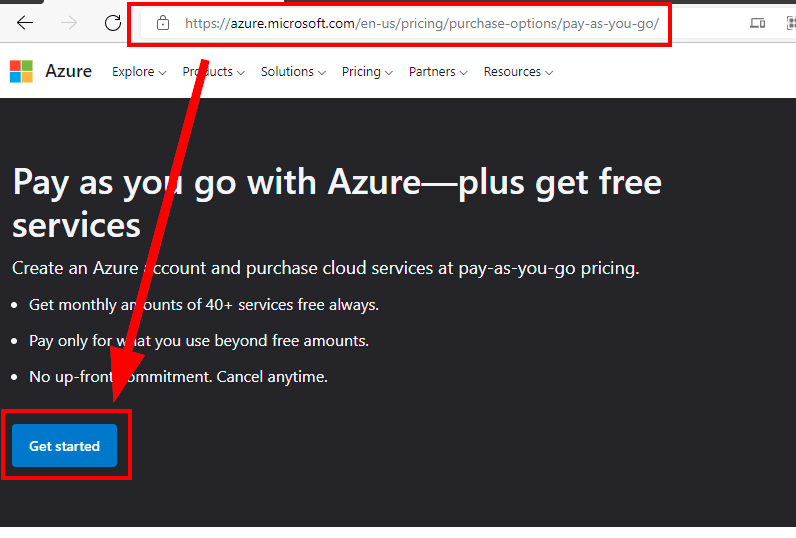 https://azure.microsoft.com/en-us/pricing/purchase-options/pay-as-you-go/
Azure Explore Products Solutions Pricing Partners Resources
Pay as you go with Azure—plus get free
services
Create an Azure account and purchase cloud services at pay-as-you-go pricing.
• Get monthly amounts of 40+ services free always.
• Pay only for what you use beyond free amounts.
• No up-front commitment. Cancel anytime.
Get started